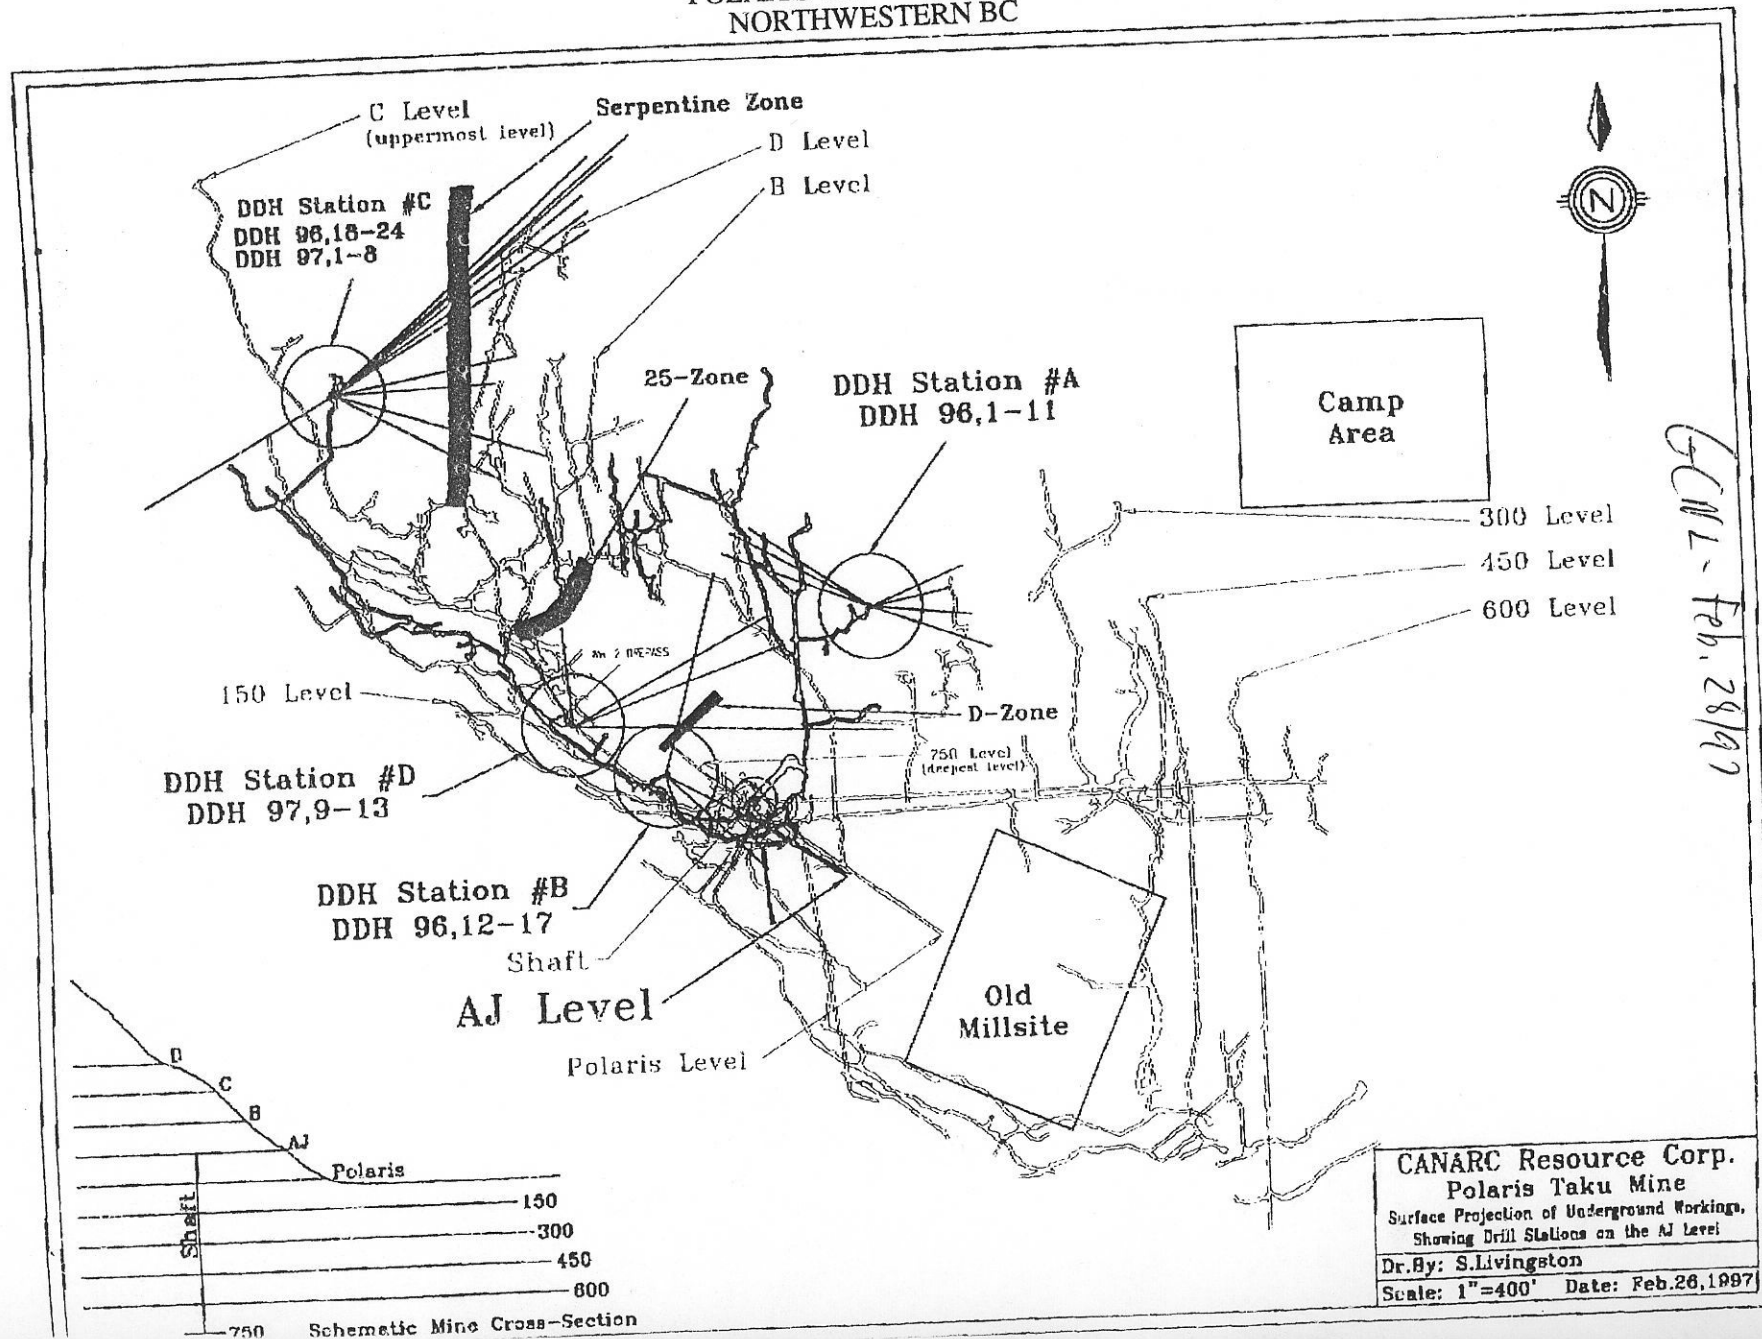 NORTHWESTERN BC
C Level
(uppermost level)
Serpentine Zone
D Level
B Level
DDH Station #C
DDH 96,18-24
DDH 97,1-8
N
25-Zone
DDH Station #A
DDH 96,1-11
Camp
Area
GCNL - Feb. 28/97
300 Level
450 Level
600 Level
150 Level
D-Zone
750 Level
(deepest level)
DDH Station #D
DDH 97,9-13
DDH Station #B
DDH 96,12-17
Shaft
AJ Level
Polaris Level
Old
Millsite
D
C
B
AJ
Polaris
Shaft
150
300
450
600
750
Schematic Mine Cross-Section
CANARC Resource Corp.
Polaris Taku Mine
Surface Projection of Underground Workings,
Showing Drill Stations on the AJ Level
Dr.By: S.Livingston
Scale: 1"=400' Date: Feb.26,1997